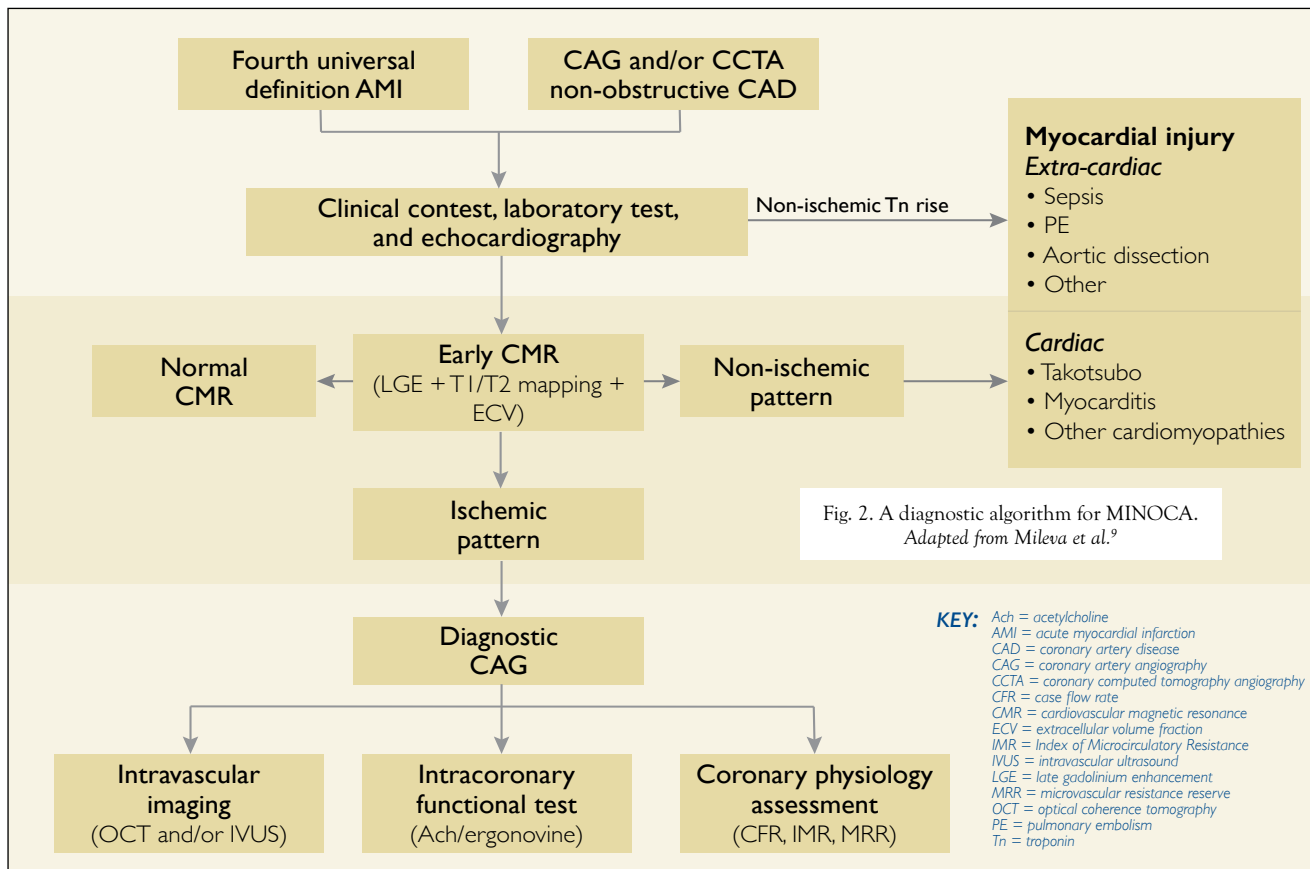 Fourth universal
definition AMI
CAG and/or CCTA
non-obstructive CAD
Clinical contest, laboratory test,
and echocardiography
Non-ischemic Tn rise
Myocardial injury
Extra-cardiac
• Sepsis
• PE
• Aortic dissection
• Other
Cardiac
• Takotsubo
• Myocarditis
• Other cardiomyopathies
Normal
CMR
Early CMR
(LGE + T1/T2 mapping +
ECV)
Non-ischemic
pattern
Ischemic
pattern
Fig. 2. A diagnostic algorithm for MINOCA.
Adapted from Mileva et al.⁹
Diagnostic
CAG
Intravascular
imaging
(OCT and/or IVUS)
Intracoronary
functional test
(Ach/ergonovine)
Coronary physiology
assessment
(CFR, IMR, MRR)
KEY: Ach = acetylcholine
AMI = acute myocardial infarction
CAD = coronary artery disease
CAG = coronary artery angiography
CCTA = coronary computed tomography angiography
CFR = case flow rate
CMR = cardiovascular magnetic resonance
ECV = extracellular volume fraction
IMR = Index of Microcirculatory Resistance
IVUS = intravascular ultrasound
LGE = late gadolinium enhancement
MRR = microvascular resistance reserve
OCT = optical coherence tomography
PE = pulmonary embolism
Tn = troponin